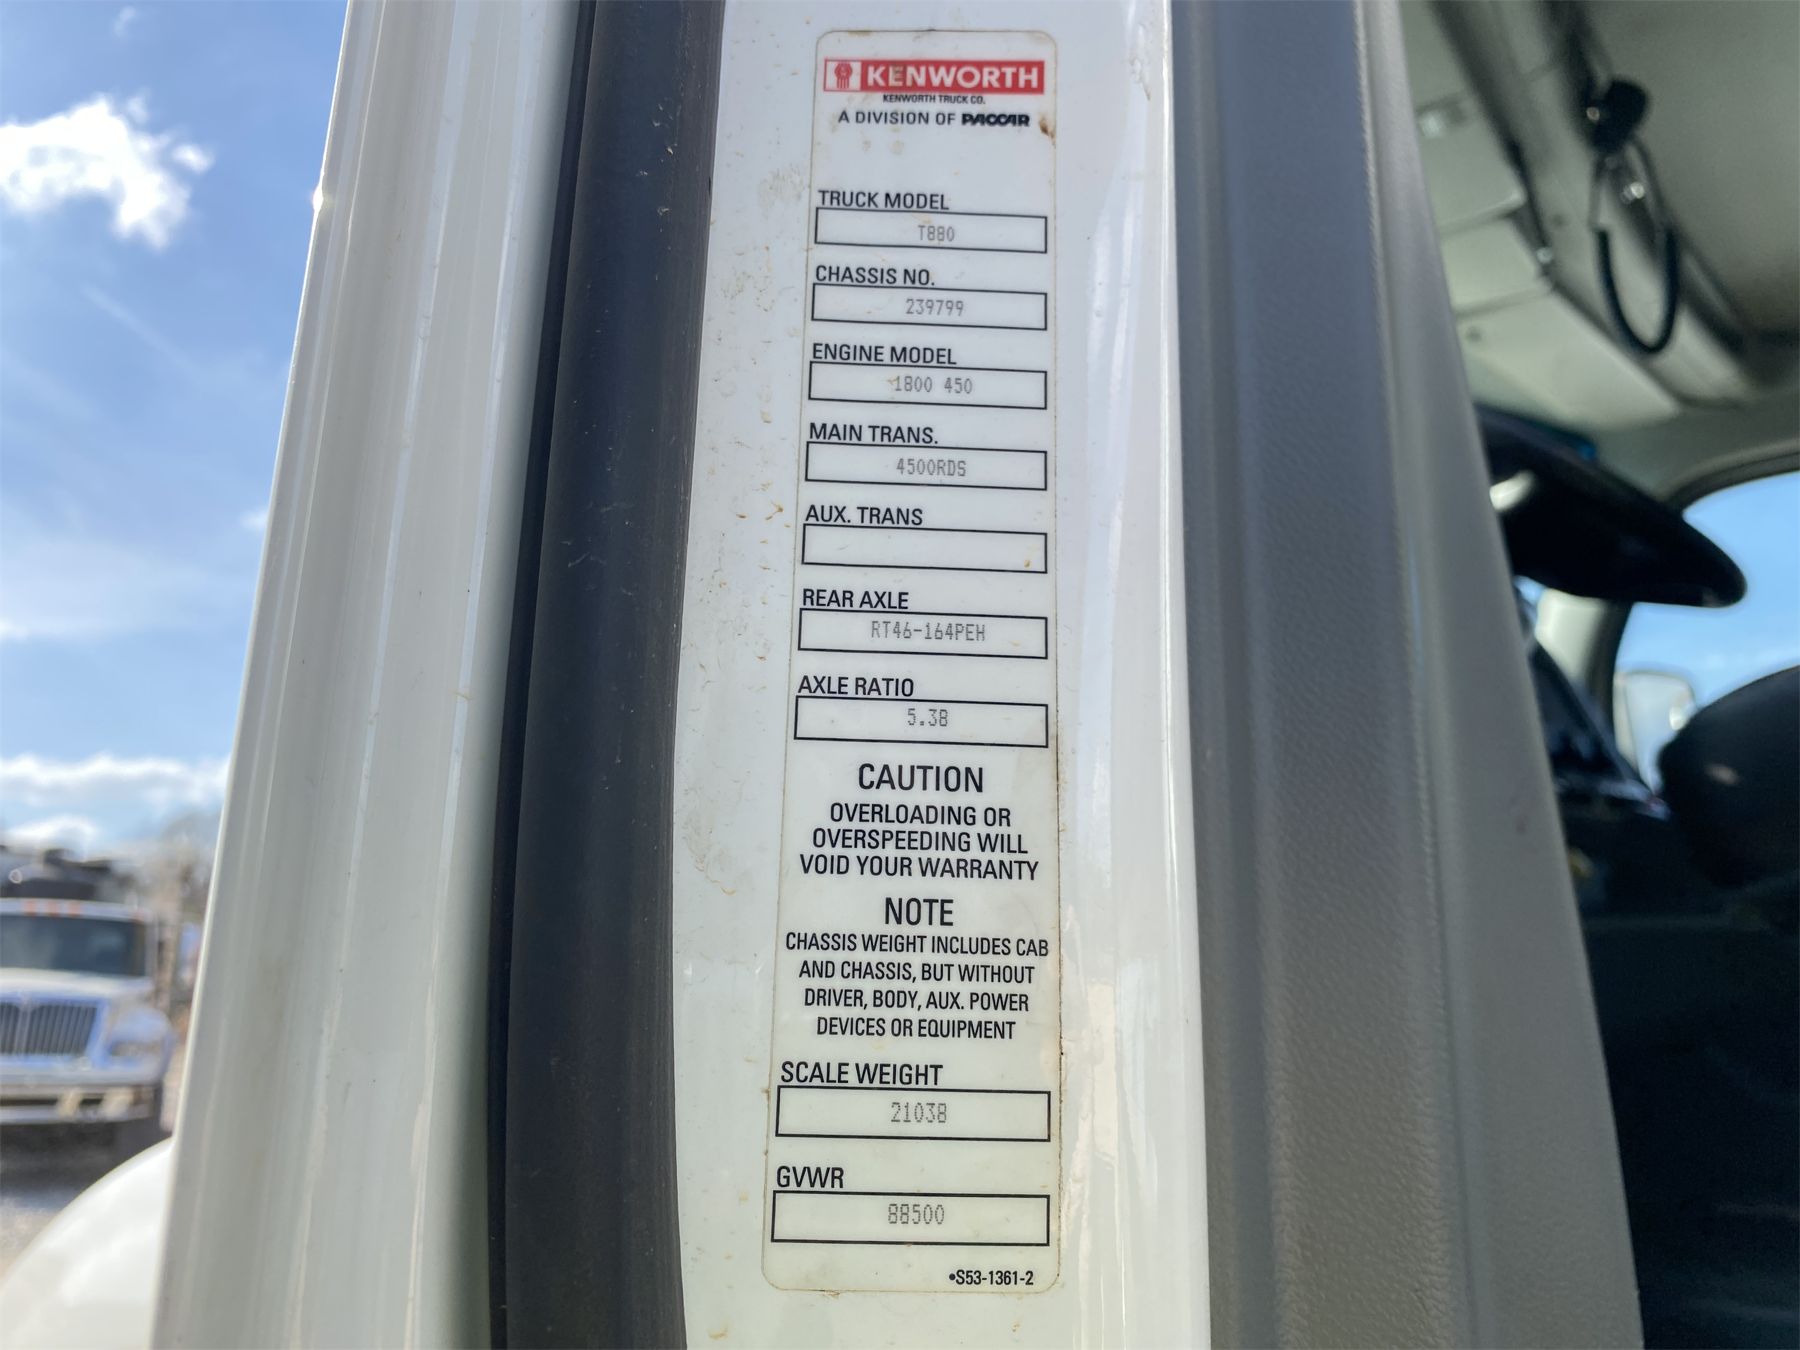 KENWORTH
KENWORTH TRUCK CO.
A DIVISION OF PACCAR
TRUCK MODEL
T880
CHASSIS NO.
239799
ENGINE MODEL
1800 450
MAIN TRANS.
4500RDS
AUX. TRANS
REAR AXLE
RT46-164PEH
AXLE RATIO
5.38
CAUTION
OVERLOADING OR
OVERSPEEDING WILL
VOID YOUR WARRANTY
NOTE
CHASSIS WEIGHT INCLUDES CAB
AND CHASSIS, BUT WITHOUT
DRIVER, BODY, AUX. POWER
DEVICES OR EQUIPMENT
SCALE WEIGHT
21038
GVWR
88500
•S53-1361-2